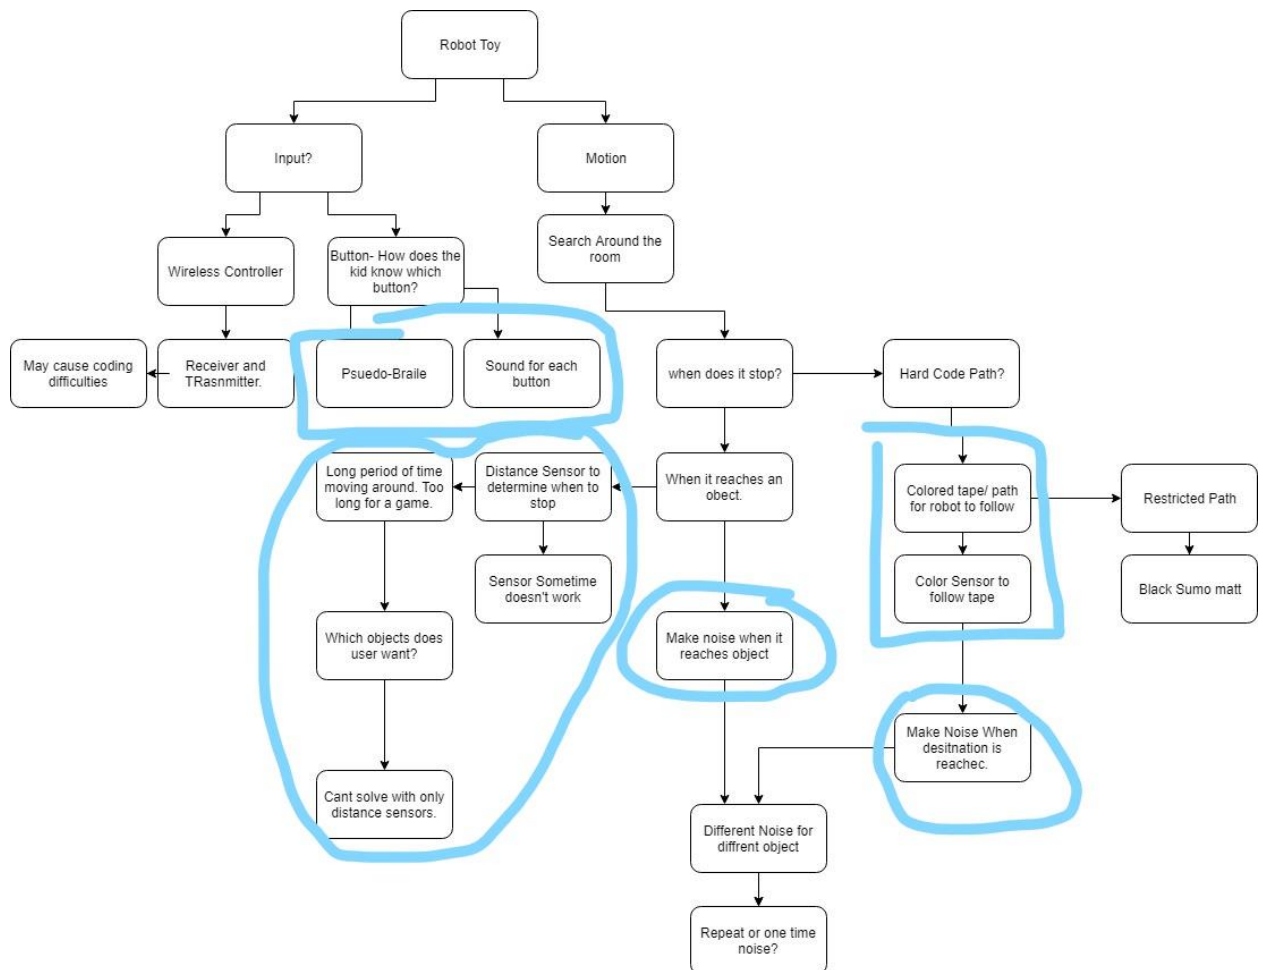 Robot Toy
Input?
Motion
Wireless Controller
Button- How does the
kid know which
button?
Search Around the
room
May cause coding
difficulties
Receiver and
TRasnmitter.
Psuedo-Braile
Sound for each
button
when does it stop?
Hard Code Path?
Long period of time
moving around. Too
long for a game.
Distance Sensor to
determine when to
stop
When it reaches an
obect.
Colored tape/ path
for robot to follow
Restricted Path
Sensor Sometime
doesn't work
Color Sensor to
follow tape
Black Sumo matt
Which objects does
user want?
Make noise when it
reaches object
Make Noise When
desitnation is
reachec.
Cant solve with only
distance sensors.
Different Noise for
diffrent object
Repeat or one time
noise?